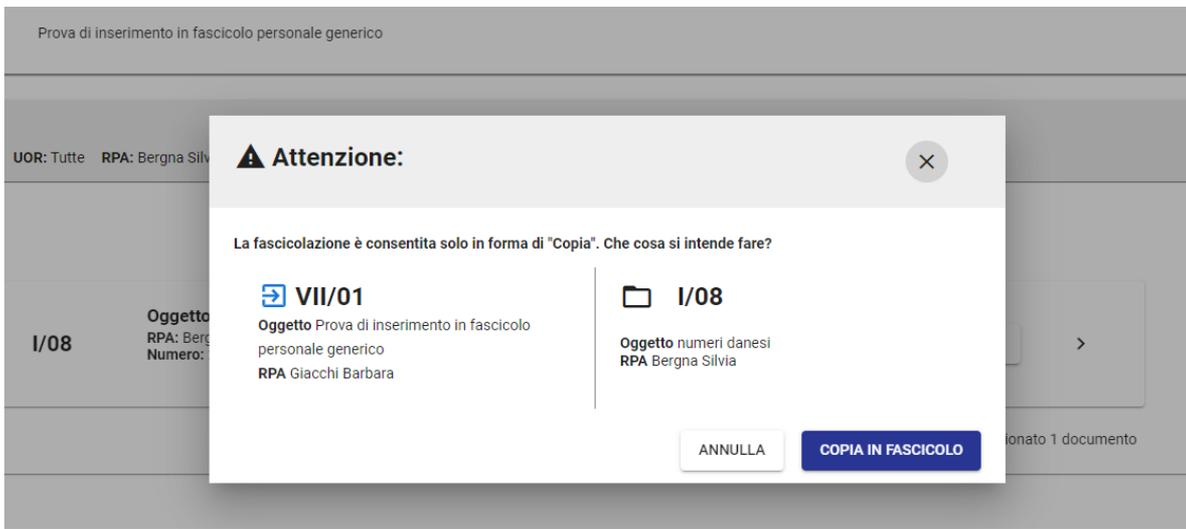 Prova di inserimento in fascicolo personale generico
UOR: Tutte RPA: Bergna Silv
Attenzione:
La fascicolazione è consentita solo in forma di "Copia". Che cosa si intende fare?
VII/01
Oggetto Prova di inserimento in fascicolo
personale generico
RPA Giacchi Barbara
I/08
Oggetto numeri danesi
RPA Bergna Silvia
I/08
Oggetto
RPA: Berg
Numero:
ANNULLA
COPIA IN FASCICOLO
ionato 1 documento